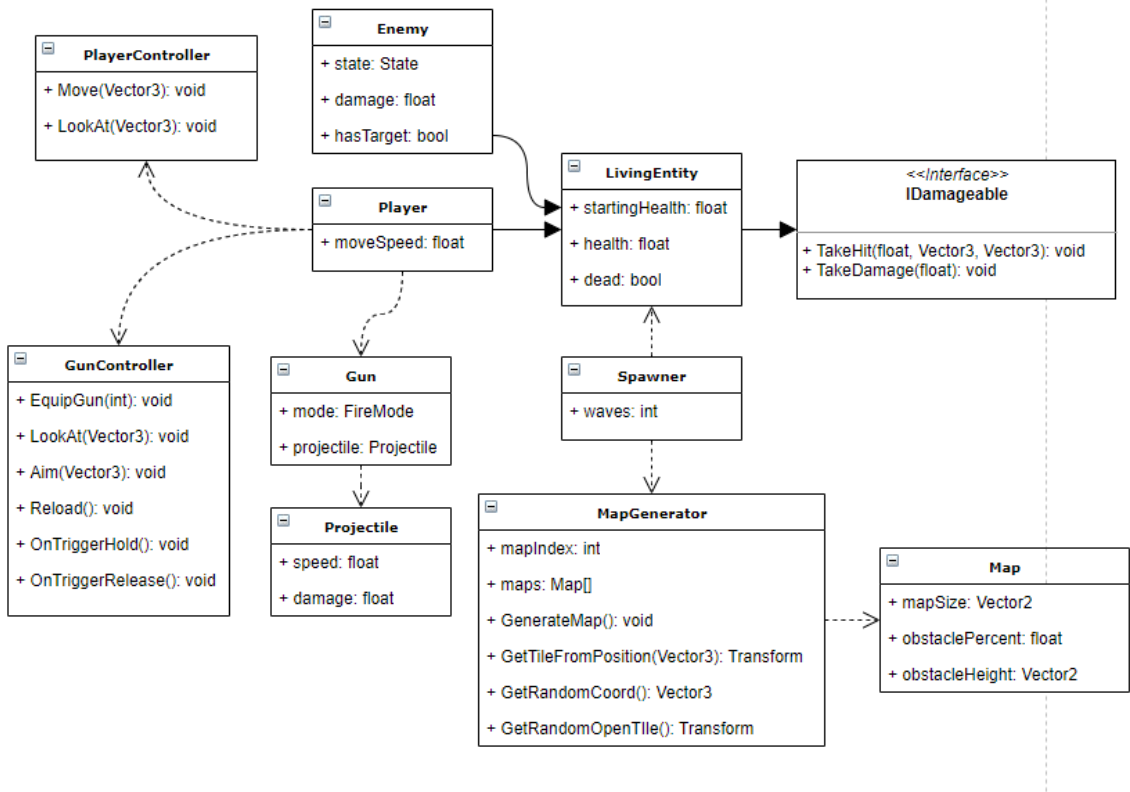 Enemy
+ state: State
+ damage: float
+ hasTarget: bool
PlayerController
+ Move(Vector3): void
+ LookAt(Vector3): void
Player
+ moveSpeed: float
LivingEntity
+ startingHealth: float
+ health: float
+ dead: bool
<<Interface>>
IDamageable
+ TakeHit(float, Vector3, Vector3): void
+ TakeDamage(float): void
GunController
+ EquipGun(int): void
+ LookAt(Vector3): void
+ Aim(Vector3): void
+ Reload(): void
+ OnTriggerHold(): void
+ OnTriggerRelease(): void
Gun
+ mode: FireMode
+ projectile: Projectile
Spawner
+ waves: int
Projectile
+ speed: float
+ damage: float
MapGenerator
+ mapIndex: int
+ maps: Map[]
+ GenerateMap(): void
+ GetTileFromPosition(Vector3): Transform
+ GetRandomCoord(): Vector3
+ GetRandomOpenTIle(): Transform
Map
+ mapSize: Vector2
+ obstaclePercent: float
+ obstacleHeight: Vector2